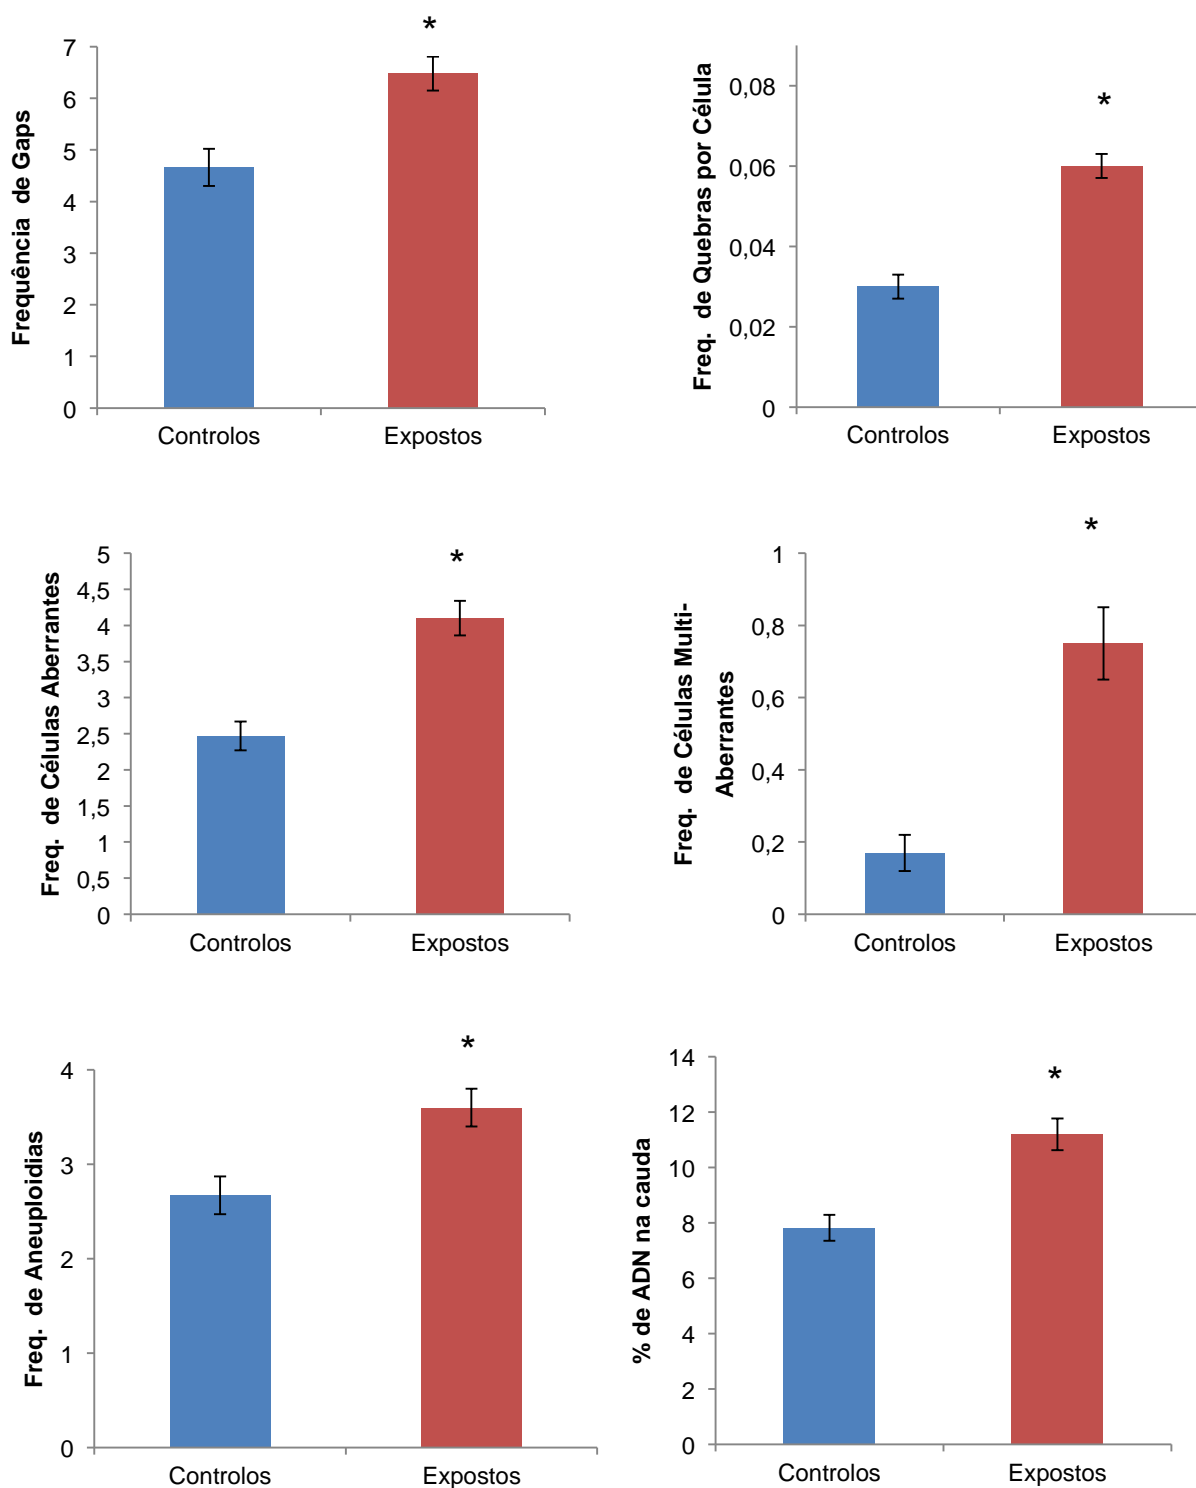 *
7
6
5
4
3
2
1
0
Frequência de Gaps
Controlos
Expostos
*
0,08
0,06
0,04
0,02
0
Freq. de Quebras por Célula
Controlos
Expostos
*
5
4,5
4
3,5
3
2,5
2
1,5
1
0,5
0
Freq. de Células Aberrantes
Controlos
Expostos
*
1
0,8
0,6
0,4
0,2
0
Freq. de Células Multi-
Aberrantes
Controlos
Expostos
*
4
3
2
1
0
Freq. de Aneuploidias
Controlos
Expostos
*
14
12
10
8
6
4
2
0
% de ADN na cauda
Controlos
Expostos